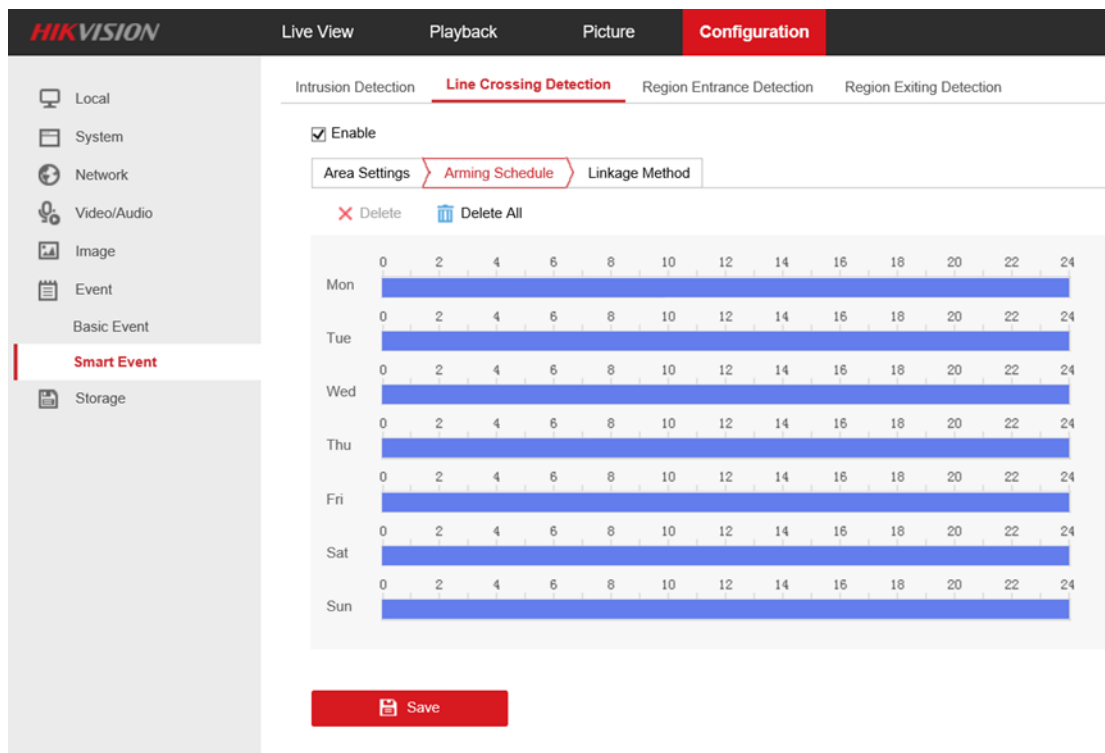 HIKVISION Live View Playback Picture Configuration
Local
System
Network
Video/Audio
Image
Event
Basic Event
Smart Event
Storage
Intrusion Detection Line Crossing Detection Region Entrance Detection Region Exiting Detection
Enable
Area Settings Arming Schedule Linkage Method
Delete Delete All
0 2 4 6 8 10 12 14 16 18 20 22 24
Mon
0 2 4 6 8 10 12 14 16 18 20 22 24
Tue
0 2 4 6 8 10 12 14 16 18 20 22 24
Wed
0 2 4 6 8 10 12 14 16 18 20 22 24
Thu
0 2 4 6 8 10 12 14 16 18 20 22 24
Fri
0 2 4 6 8 10 12 14 16 18 20 22 24
Sat
0 2 4 6 8 10 12 14 16 18 20 22 24
Sun
Save